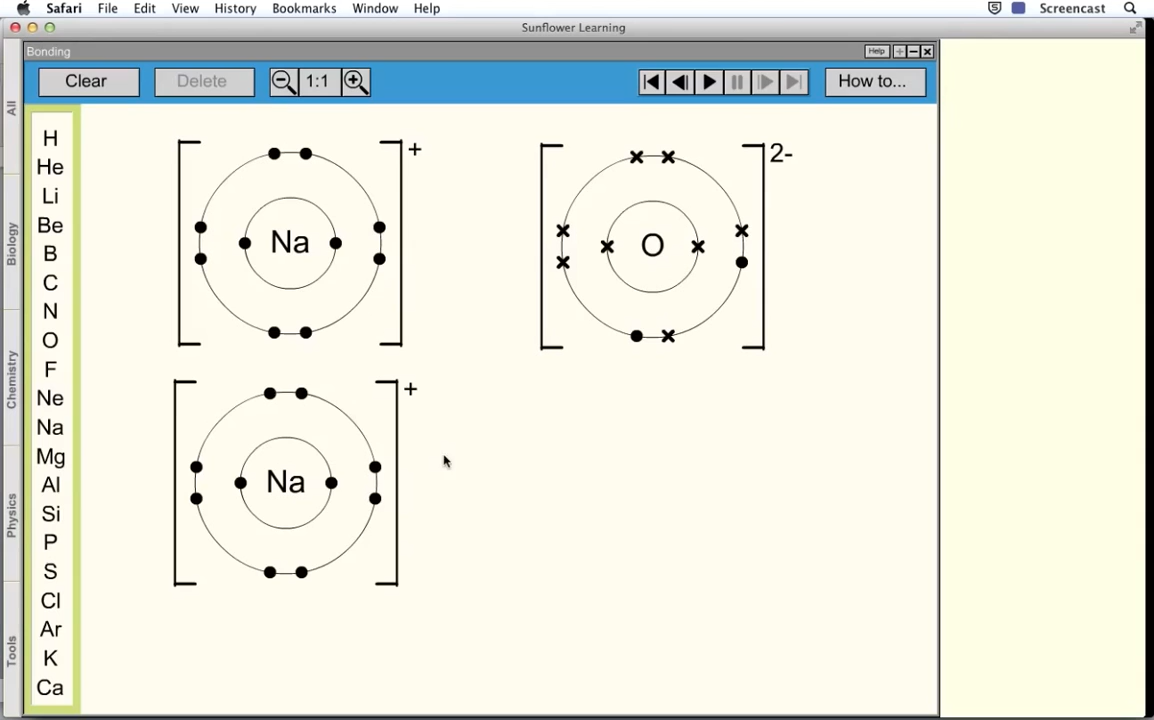 Safari File Edit View History Bookmarks Window Help Screencast
Sunflower Learning
Bonding Help
Clear Delete 1:1 How to...
All
Biology
Chemistry
Physics
Tools
H
He
Li
Be
B
C
N
O
F
Ne
Na
Mg
Al
Si
P
S
Cl
Ar
K
Ca
Na +
O 2-
Na +